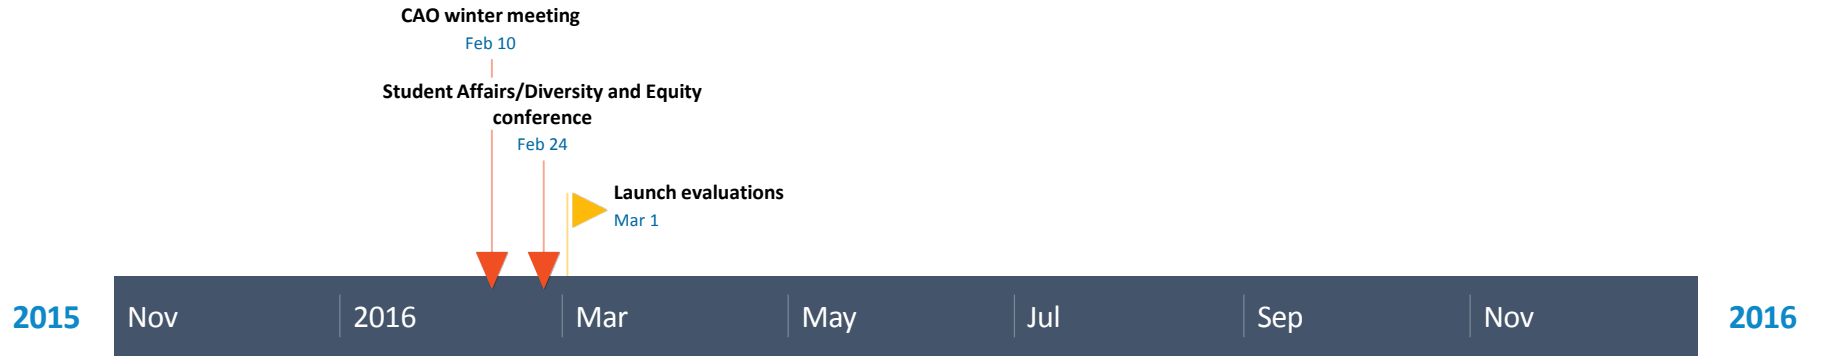 CAO winter meeting
Feb 10
Student Affairs/Diversity and Equity
conference
Feb 24
Launch evaluations
Mar 1
2015
Nov
2016
Mar
May
Jul
Sep
Nov
2016